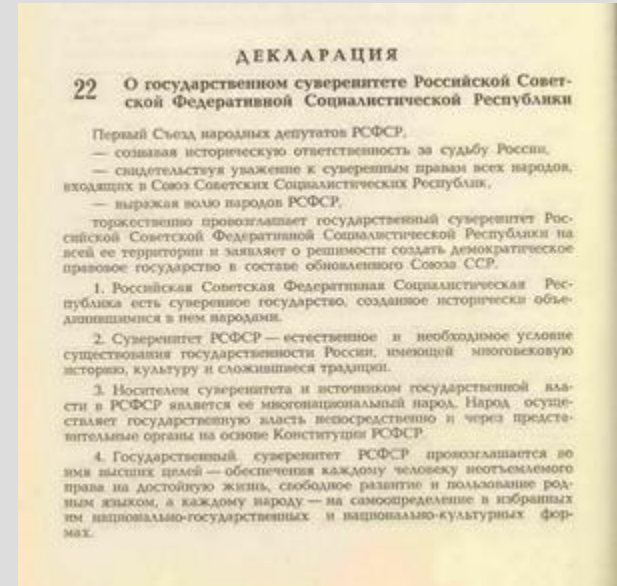 ДЕКЛАРАЦИЯ
22 О государственном суверенитете Российской Совет-
ской Федеративной Социалистической Республики
Первый Съезд народных депутатов РСФСР,
— сознавая историческую ответственность за судьбу России,
— свидетельствуя уважение к суверенным правам всех народов,
входящих в Союз Советских Социалистических Республик,
— выражая волю народов РСФСР,
торжественно провозглашает государственный суверенитет Рос-
сийской Советской Федеративной Социалистической Республики на
всей ее территории и заявляет о решимости создать демократическое
правовое государство в составе обновленного Союза ССР.
1. Российская Советская Федеративная Социалистическая Рес-
публика есть суверенное государство, созданное исторически объе-
динившимися в нем народами.
2. Суверенитет РСФСР — естественное и необходимое условие
существования государственности России, имеющей многовековую
историю, культуру и сложившиеся традиции.
3. Носителем суверенитета и источником государственной вла-
сти в РСФСР является ее многонациональный народ. Народ осуще-
ствляет государственную власть непосредственно и через предста-
вительные органы на основе Конституции РСФСР.
4. Государственный суверенитет РСФСР провозглашается во
имя высших целей — обеспечения каждому человеку неотъемлемого
права на достойную жизнь, свободное развитие и пользование род-
ным языком, а каждому народу — на самоопределение в избранных
им национально-государственных и национально-культурных фор-
мах.